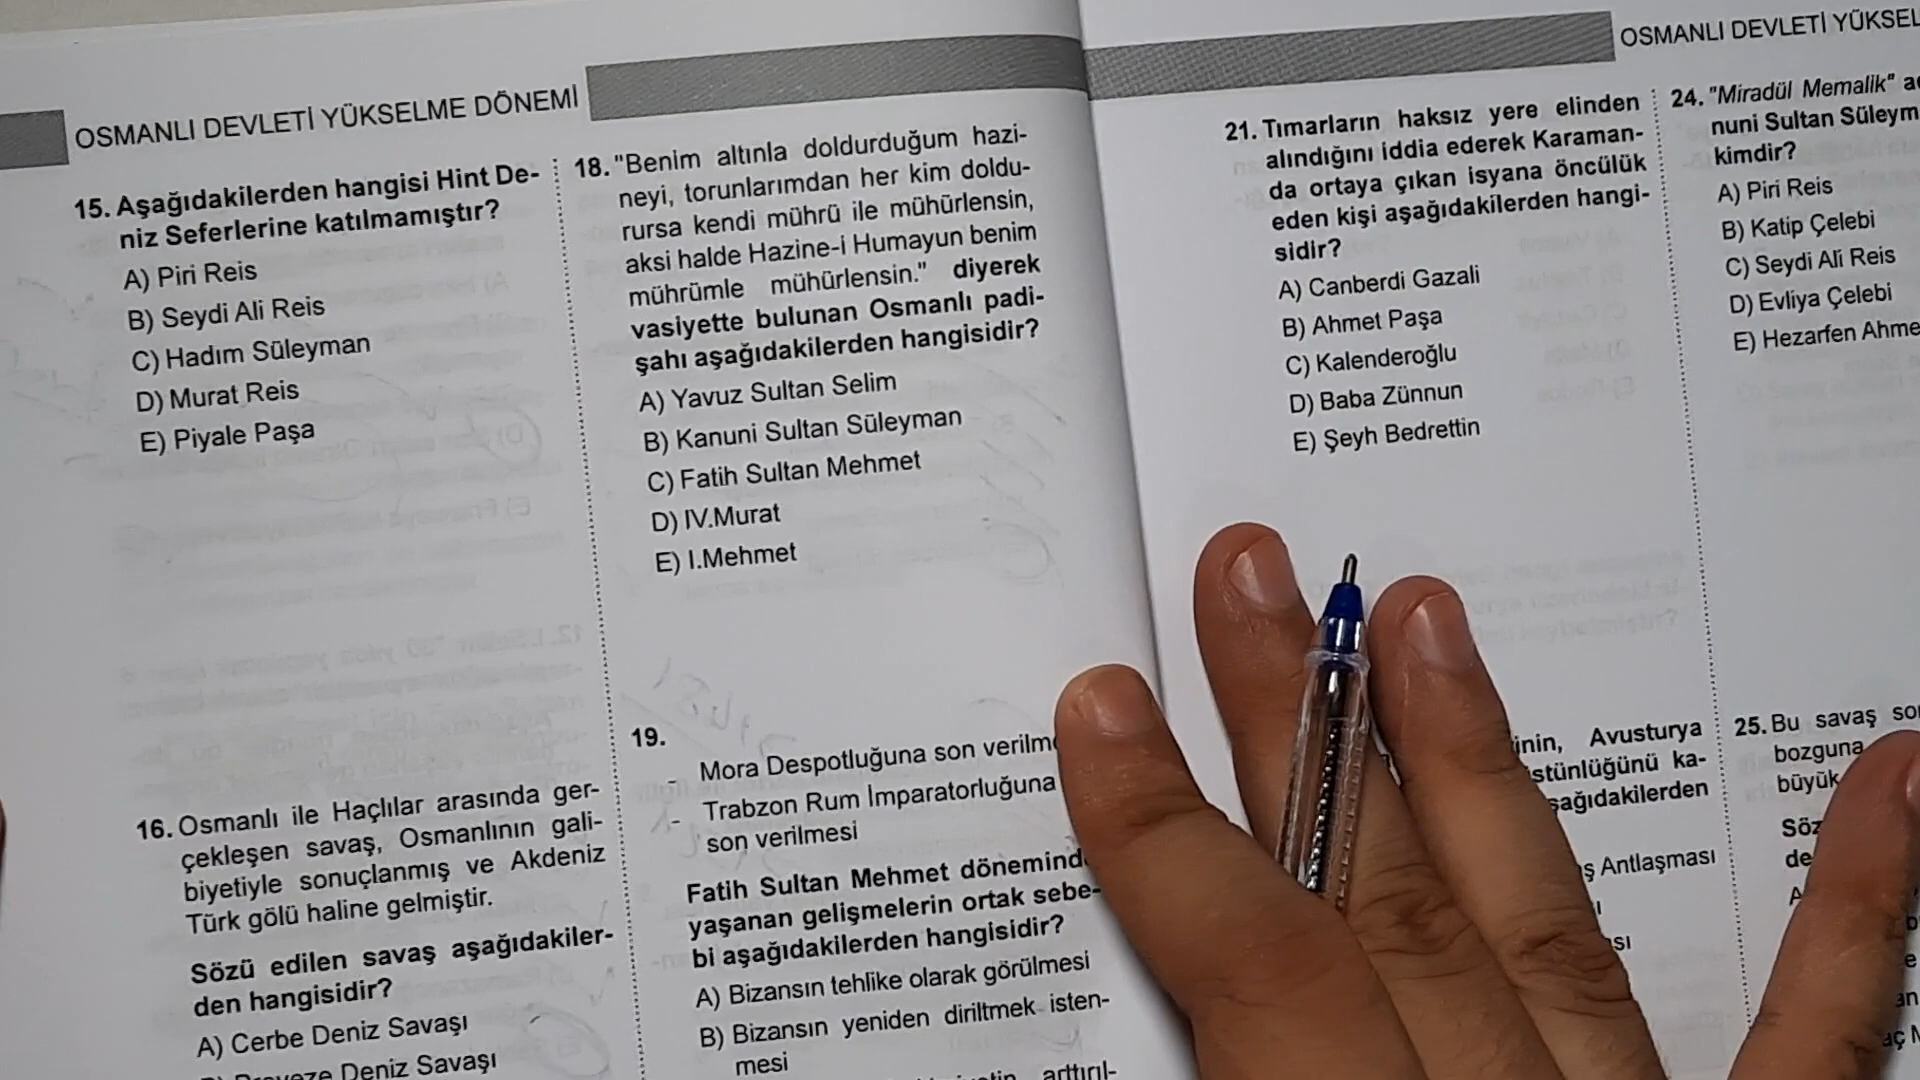 OSMANLI DEVLETİ YÜKSELME DÖNEMİ
15. Aşağıdakilerden hangisi Hint De-
niz Seferlerine katılmamıştır?
A) Piri Reis
B) Seydi Ali Reis
C) Hadım Süleyman
D) Murat Reis
E) Piyale Paşa
16. Osmanlı ile Haçlılar arasında ger-
çekleşen savaş, Osmanlının gali-
biyetiyle sonuçlanmış ve Akdeniz
Türk gölü haline gelmiştir.
Sözü edilen savaş aşağıdakiler-
den hangisidir?
A) Cerbe Deniz Savaşı
Deniz Savaşı
18. "Benim altınla doldurduğum hazi-
neyi, torunlarımdan her kim doldu-
rursa kendi mührü ile mühürlensin,
aksi halde Hazine-i Humayun benim
mührümle mühürlensin." diyerek
vasiyette bulunan Osmanlı padi-
şahı aşağıdakilerden hangisidir?
A) Yavuz Sultan Selim
B) Kanuni Sultan Süleyman
C) Fatih Sultan Mehmet
D) IV.Murat
E) I.Mehmet
19.
- Mora Despotluğuna son
- Trabzon Rum İmparatorluğuna
son verilmesi
Fatih Sultan Mehmet
yaşanan gelişmelerin ortak sebe-
bi aşağıdakilerden hangisidir?
A) Bizansın tehlike olarak görülmesi
B) Bizansın yeniden diriltmek isten-
mesi
arttırıl-
OSMANLI DEVLETİ
21. Tımarların haksız yere elinden
alındığını iddia ederek Karaman-
da ortaya çıkan isyana öncülük
eden kişi aşağıdakilerden hangi-
sidir?
A) Canberdi Gazali
B) Ahmet Paşa
C) Kalenderoğlu
D) Baba Zünnun
E) Şeyh Bedrettin
Avusturya
ka-
Antlaşması
24. "Miradül Memalik"
nuni Sultan
kimdir?
A) Piri Reis
B) Katip Çelebi
C) Seydi Ali Reis
D) Evliya Çelebi
E) Hezarfen
25. Bu savaş
bozguna
büyük